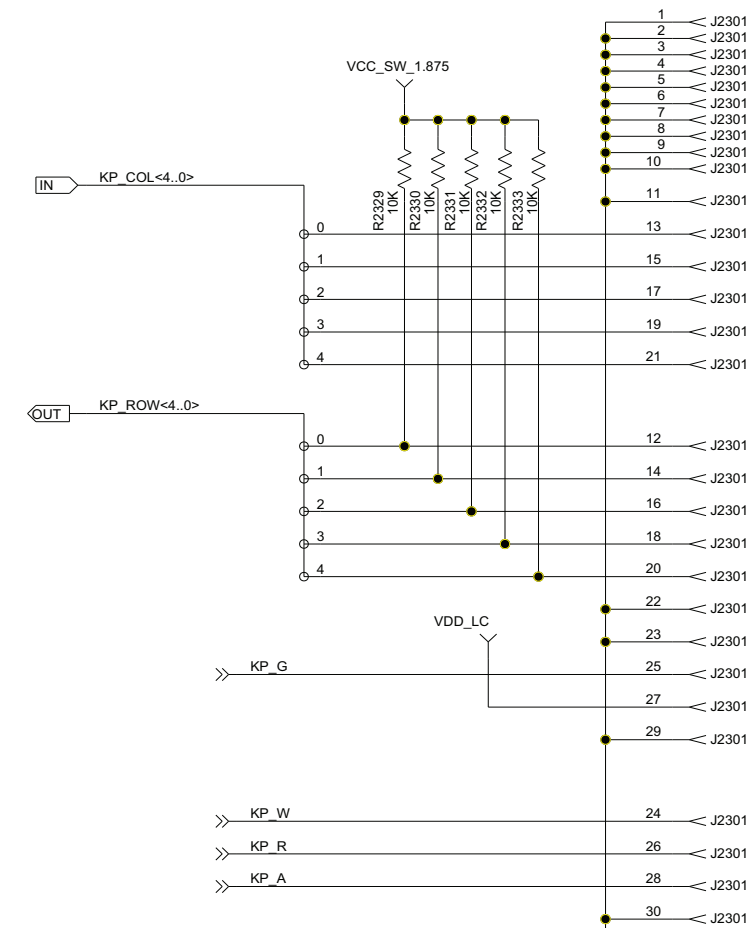 1 J2301
2 J2301
3 J2301
4 J2301
5 J2301
6 J2301
7 J2301
8 J2301
9 J2301
10 J2301
11 J2301
VCC_SW_1.875
R2329 10K
R2330 10K
R2331 10K
R2332 10K
R2333 10K
IN KP_COL<4..0>
0 13 J2301
1 15 J2301
2 17 J2301
3 19 J2301
4 21 J2301
OUT KP_ROW<4..0>
0 12 J2301
1 14 J2301
2 16 J2301
3 18 J2301
4 20 J2301
22 J2301
VDD_LC
23 J2301
KP_G 25 J2301
27 J2301
29 J2301
KP_W 24 J2301
KP_R 26 J2301
KP_A 28 J2301
30 J2301